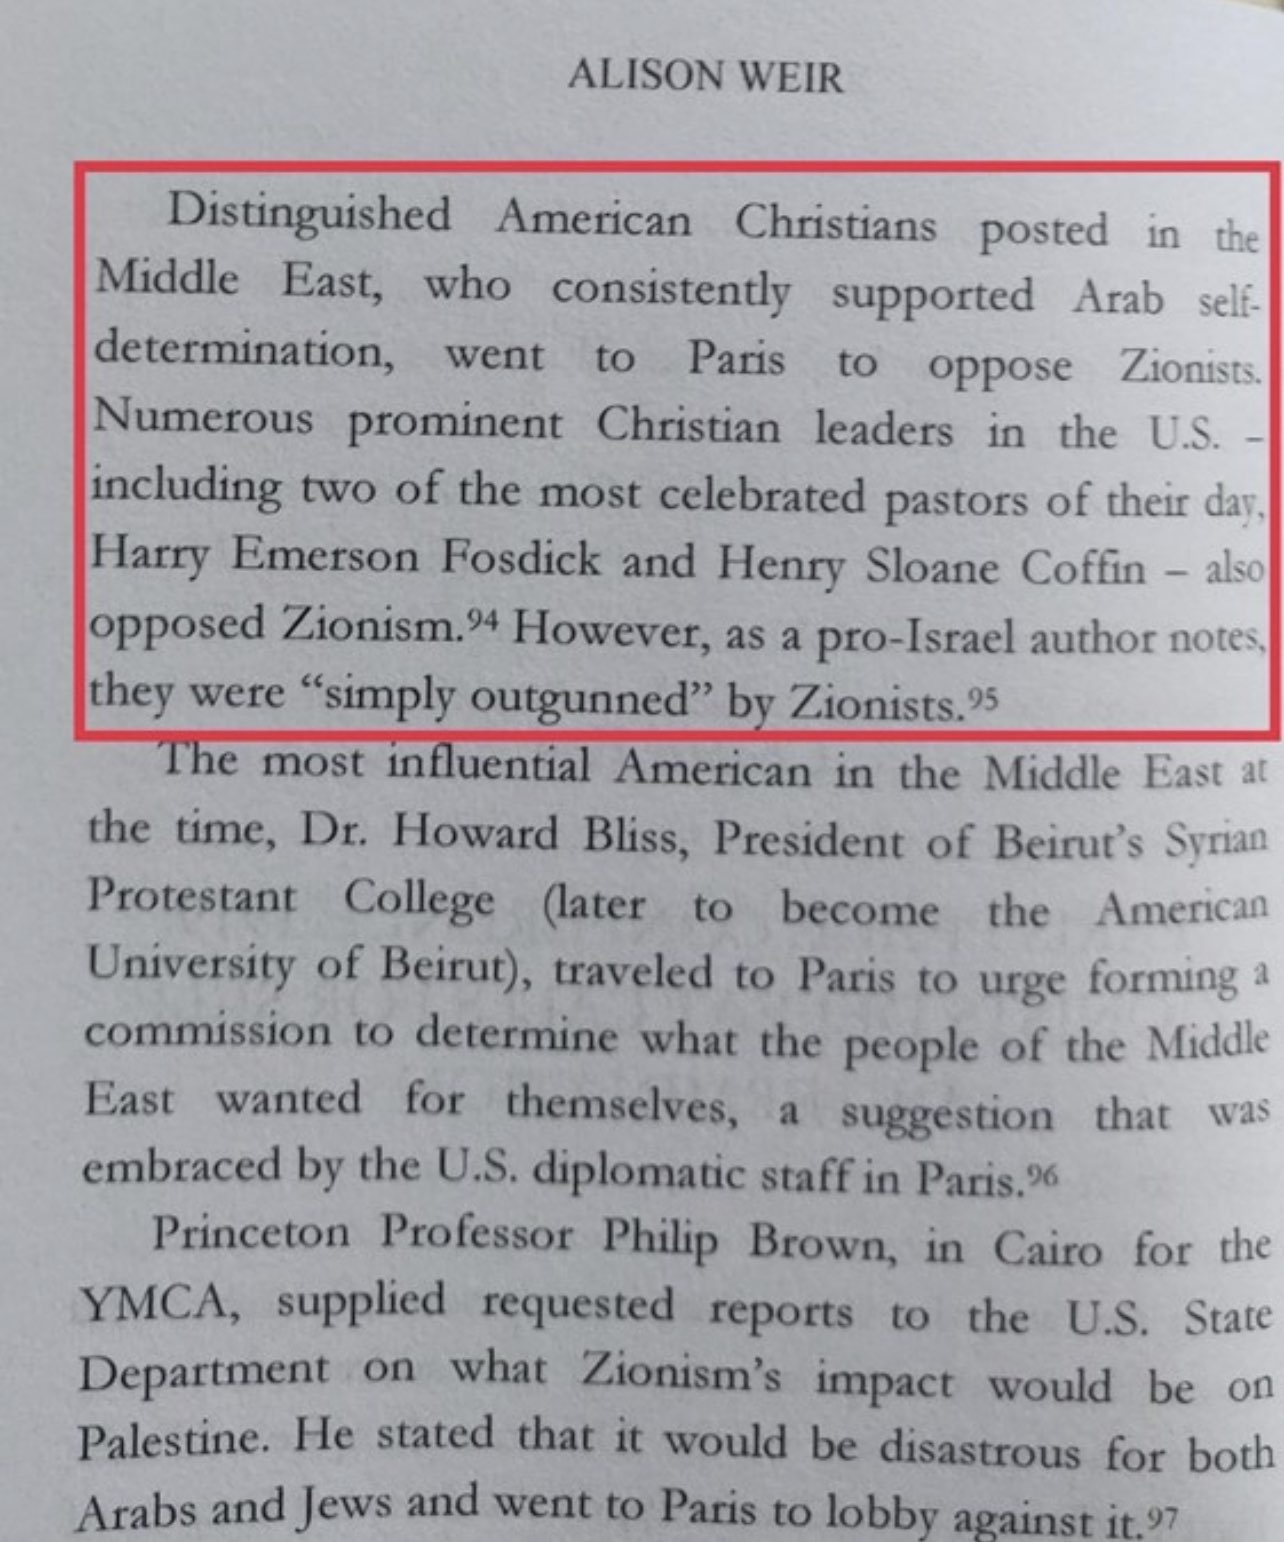 ALISON WEIR
Distinguished American Christians posted in the
Middle East, who consistently supported Arab self-
determination, went to Paris to oppose Zionists.
Numerous prominent Christian leaders in the U.S. –
including two of the most celebrated pastors of their day,
Harry Emerson Fosdick and Henry Sloane Coffin – also
opposed Zionism.94 However, as a pro-Israel author notes,
they were “simply outgunned” by Zionists.95
The most influential American in the Middle East at
the time, Dr. Howard Bliss, President of Beirut’s Syrian
Protestant College (later to become the American
University of Beirut), traveled to Paris to urge forming a
commission to determine what the people of the Middle
East wanted for themselves, a suggestion that was
embraced by the U.S. diplomatic staff in Paris.96
Princeton Professor Philip Brown, in Cairo for the
YMCA, supplied requested reports to the U.S. State
Department on what Zionism’s impact would be on
Palestine. He stated that it would be disastrous for both
Arabs and Jews and went to Paris to lobby against it.97